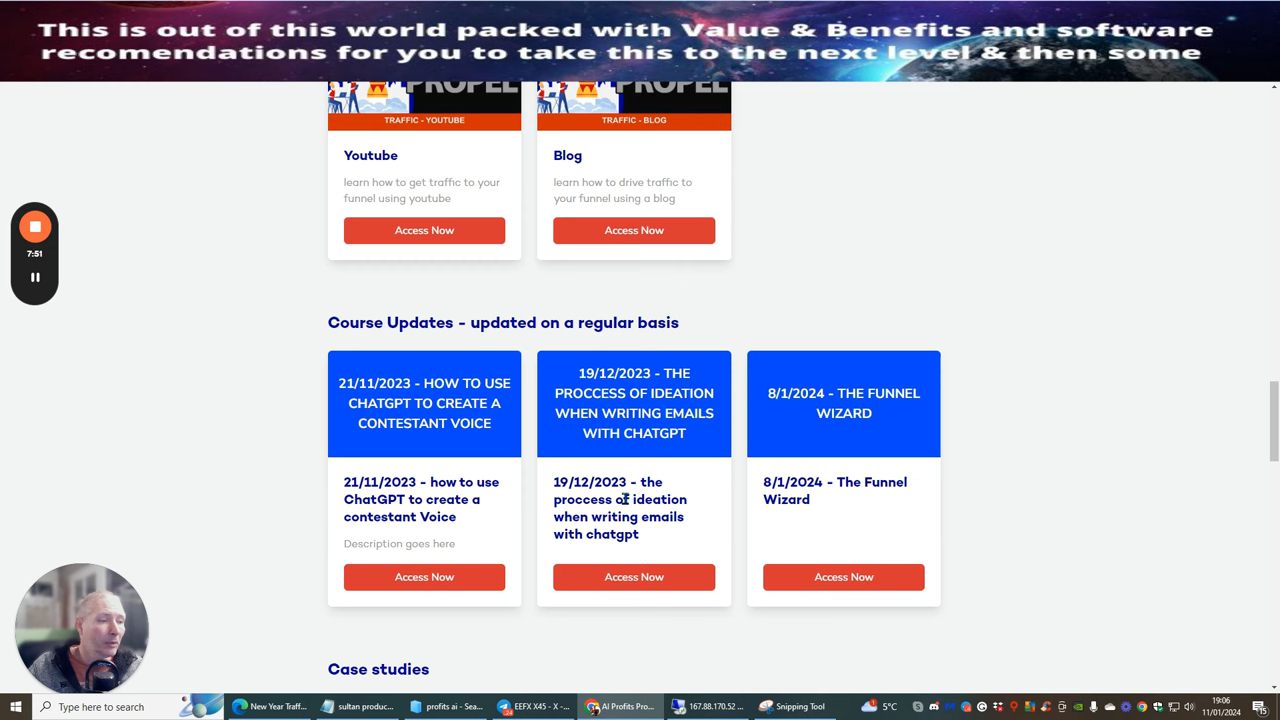 This is out of this world packed with Value & Benefits and software
recomendations for you to take this to the next level & then some
PROPEL
PROPEL
TRAFFIC - YOUTUBE
TRAFFIC - BLOG
Youtube
learn how to get traffic to your
funnel using youtube
Access Now
Blog
learn how to drive traffic to
your funnel using a blog
Access Now
7:51
Course Updates - updated on a regular basis
21/11/2023 - HOW TO USE
CHATGPT TO CREATE A
CONTESTANT VOICE
21/11/2023 - how to use
ChatGPT to create a
contestant Voice
Description goes here
Access Now
19/12/2023 - THE
PROCCESS OF IDEATION
WHEN WRITING EMAILS
WITH CHATGPT
19/12/2023 - the
proccess of ideation
when writing emails
with chatgpt
Access Now
8/1/2024 - THE FUNNEL
WIZARD
8/1/2024 - The Funnel
Wizard
Access Now
Case studies
Type here to search
New Year Traff...
sultan produc...
profits ai - Sea...
EEFX X45 - X -...
AI Profits Pro...
167.88.170.52 ...
Snipping Tool
5°C
19:06
11/01/2024
15